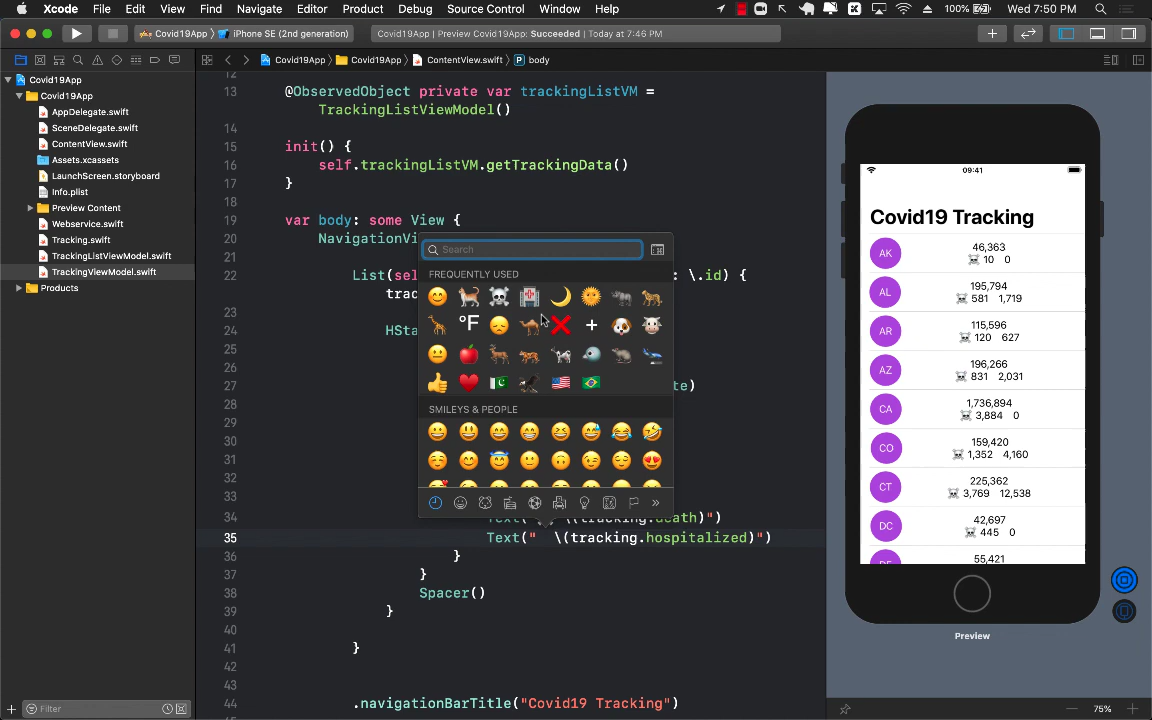 Xcode File Edit View Find Navigate Editor Product Debug Source Control Window Help 100% Wed 7:50 PM
Covid19App 〉 iPhone SE (2nd generation) Covid19App | Preview Covid19App: Succeeded | Today at 7:46 PM
Covid19App 〉 Covid19App 〉 ContentView.swift 〉 P body
Covid19App
Covid19App
AppDelegate.swift
SceneDelegate.swift
ContentView.swift
Assets.xcassets
LaunchScreen.storyboard
Info.plist
Preview Content
Webservice.swift
Tracking.swift
TrackingListViewModel.swift
TrackingViewModel.swift
Products
Filter
12
13 @ObservedObject private var trackingListVM =
TrackingListViewModel()
14
15 init() {
16 self.trackingListVM.getTrackingData()
17 }
18
19 var body: some View {
20 NavigationVi
21
22 List(self : \.id) {
trac
23
24 HSta
25
26
27 te)
28
29
30
31
32
33
34 Text(" \(tracking.death)")
35 Text(" \(tracking.hospitalized)")
36 }
37 }
38 Spacer()
39 }
40
41 }
42
43
44 .navigationBarTitle("Covid19 Tracking")
Search
FREQUENTLY USED
°F
SMILEYS & PEOPLE
09:41
Covid19 Tracking
AK 46,363
☠️ 10 0
AL 195,794
☠️ 581 1,719
AR 115,596
☠️ 120 627
AZ 196,266
☠️ 831 2,031
CA 1,736,894
☠️ 3,884 0
CO 159,420
☠️ 1,352 4,160
CT 225,362
☠️ 3,769 12,538
DC 42,697
☠️ 445 0
55,421
Preview
75%